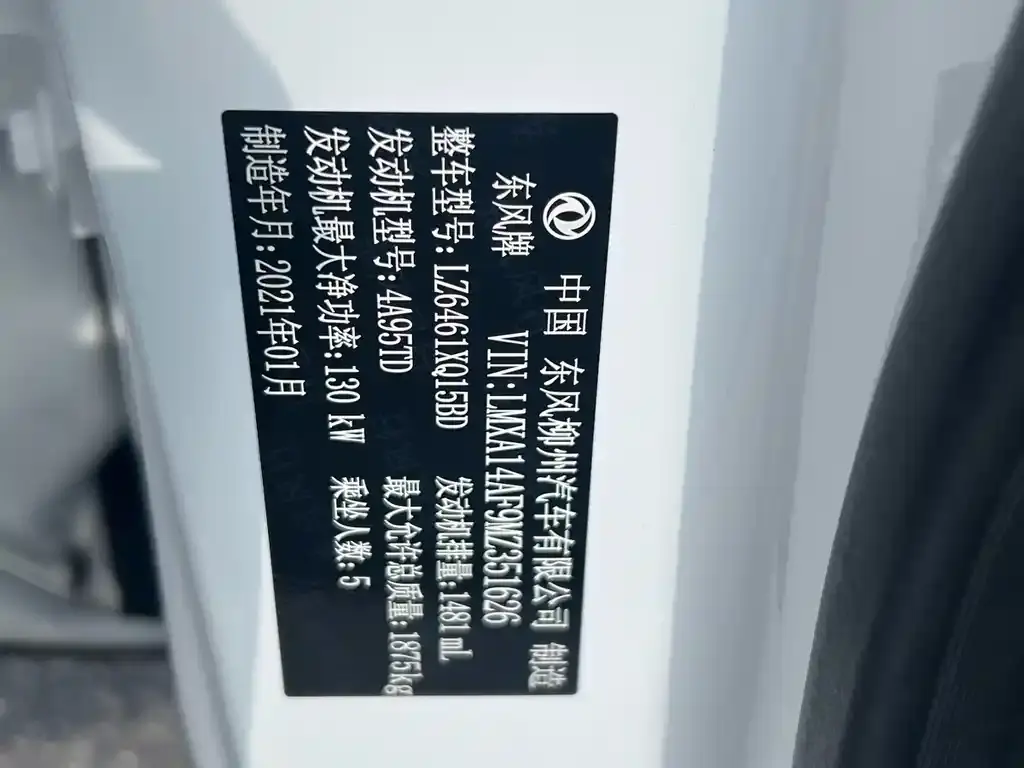 中国 东风柳州汽车有限公司 制造
东风牌 VIN:LMXA14AF9MZ351626
整车型号:LZ6461XQ15BD 发动机排量:1481 mL
发动机型号:4A95TD 最大允许总质量:1875kg
发动机最大净功率:130 kW 乘坐人数:5
制造年月:2021年01月